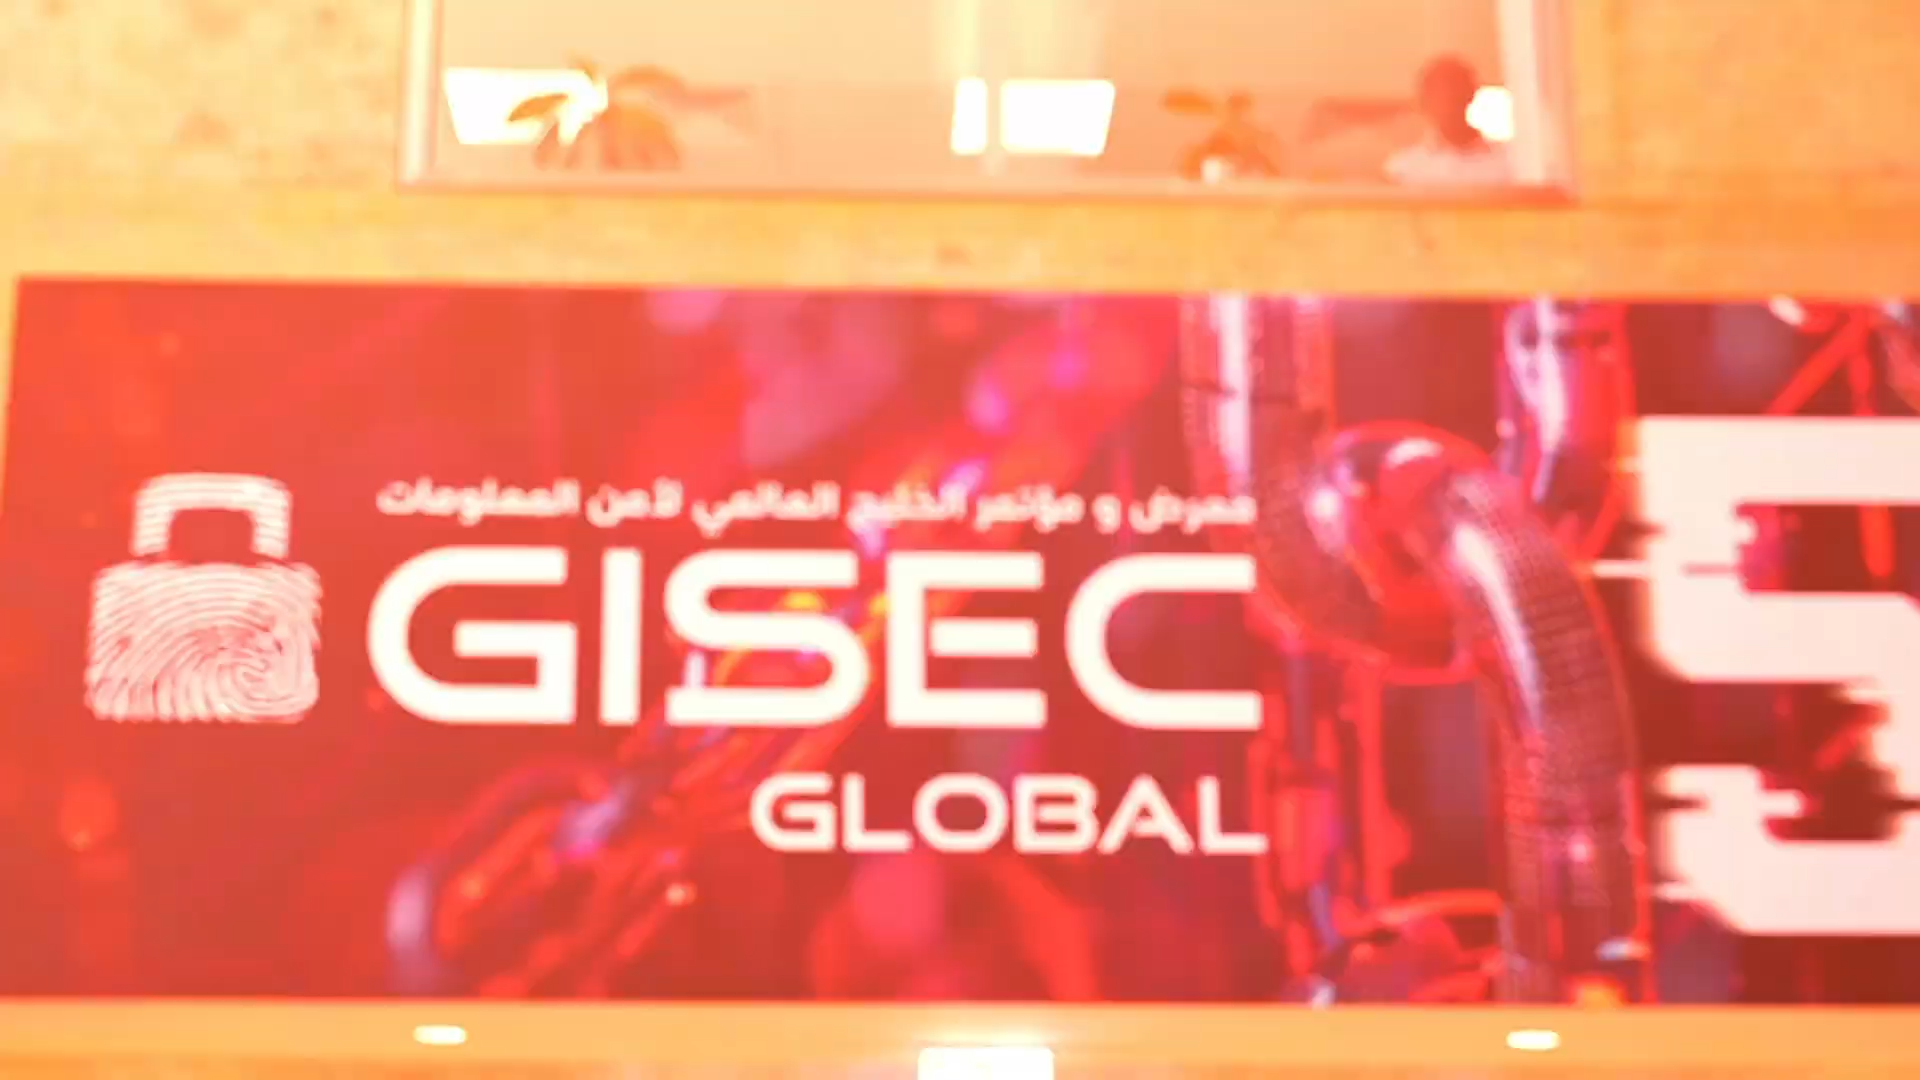 معرض و مؤتمر الخليج العالمي لأمن المعلومات
GISEC
GLOBAL